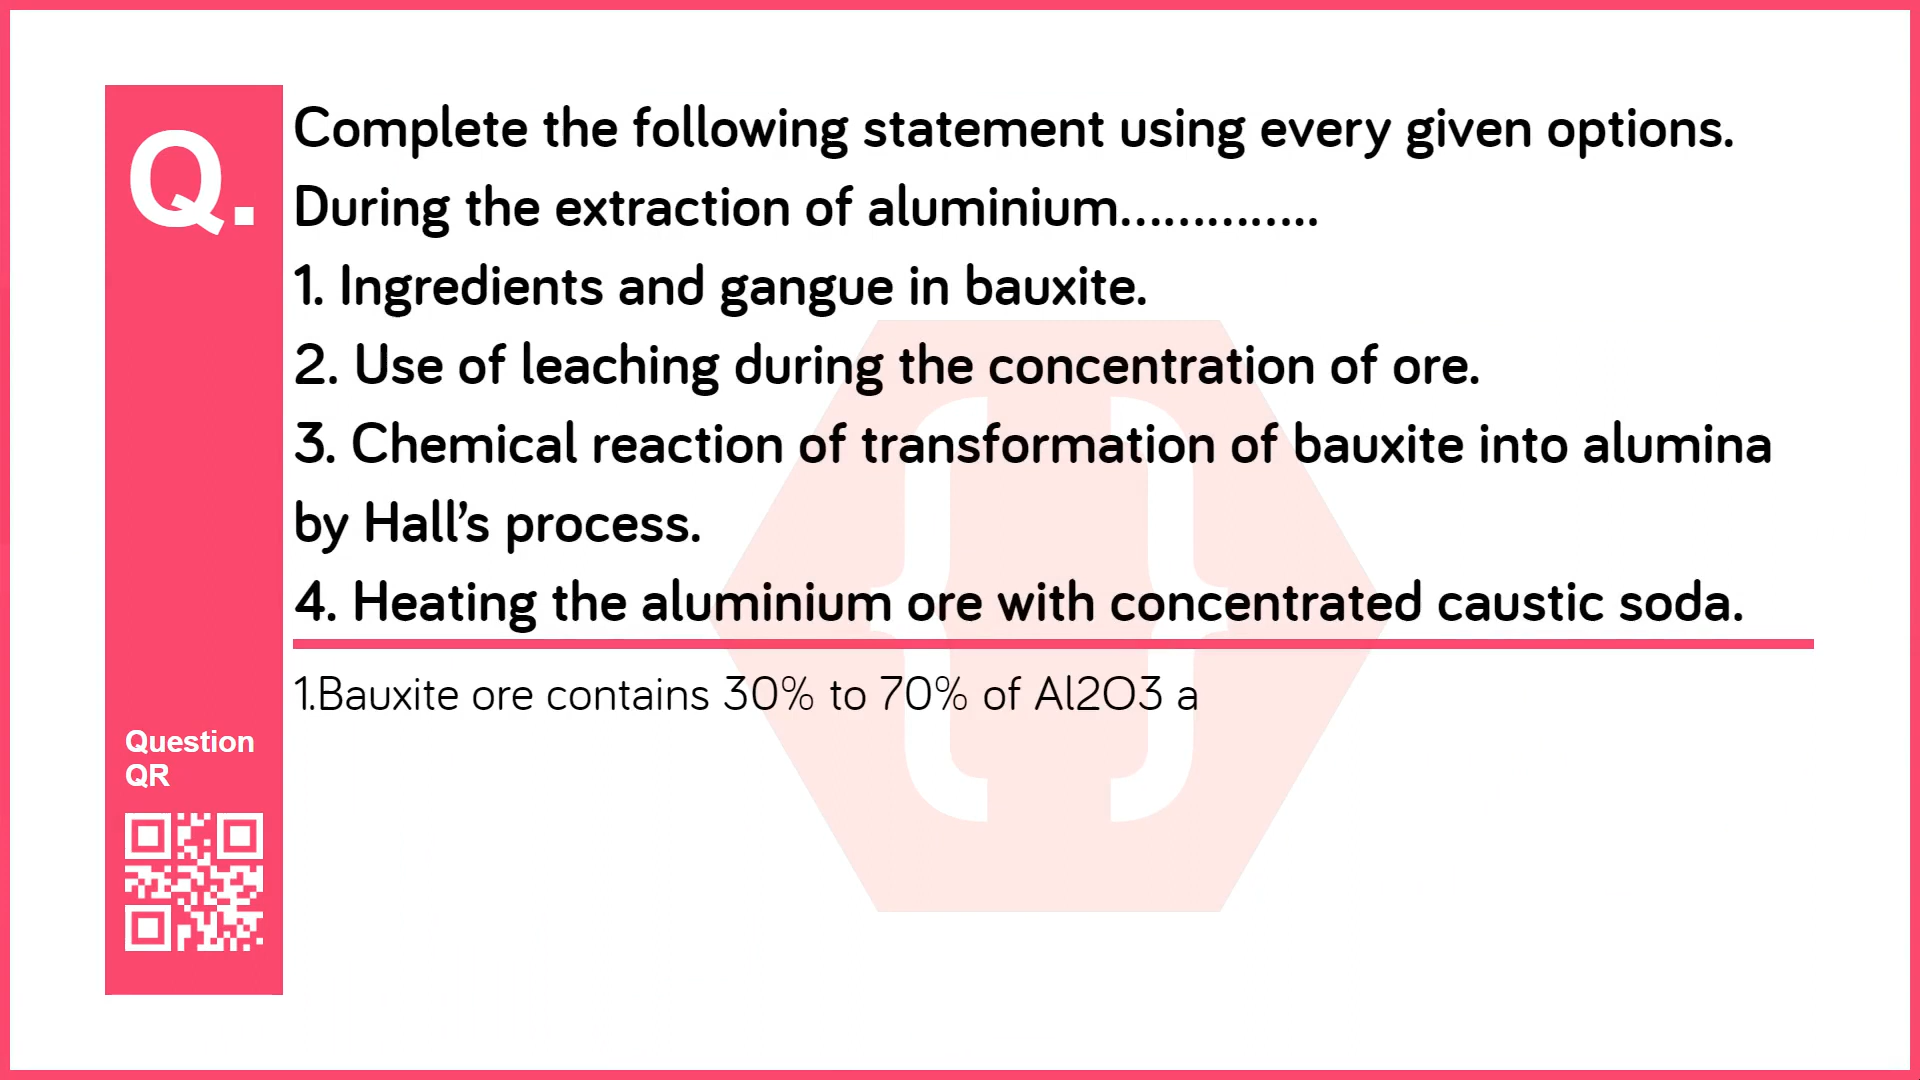 Q.
Complete the following statement using every given options.
During the extraction of aluminium..............
1. Ingredients and gangue in bauxite.
2. Use of leaching during the concentration of ore.
3. Chemical reaction of transformation of bauxite into alumina
by Hall’s process.
4. Heating the aluminium ore with concentrated caustic soda.
1.Bauxite ore contains 30% to 70% of Al2O3 a
Question
QR